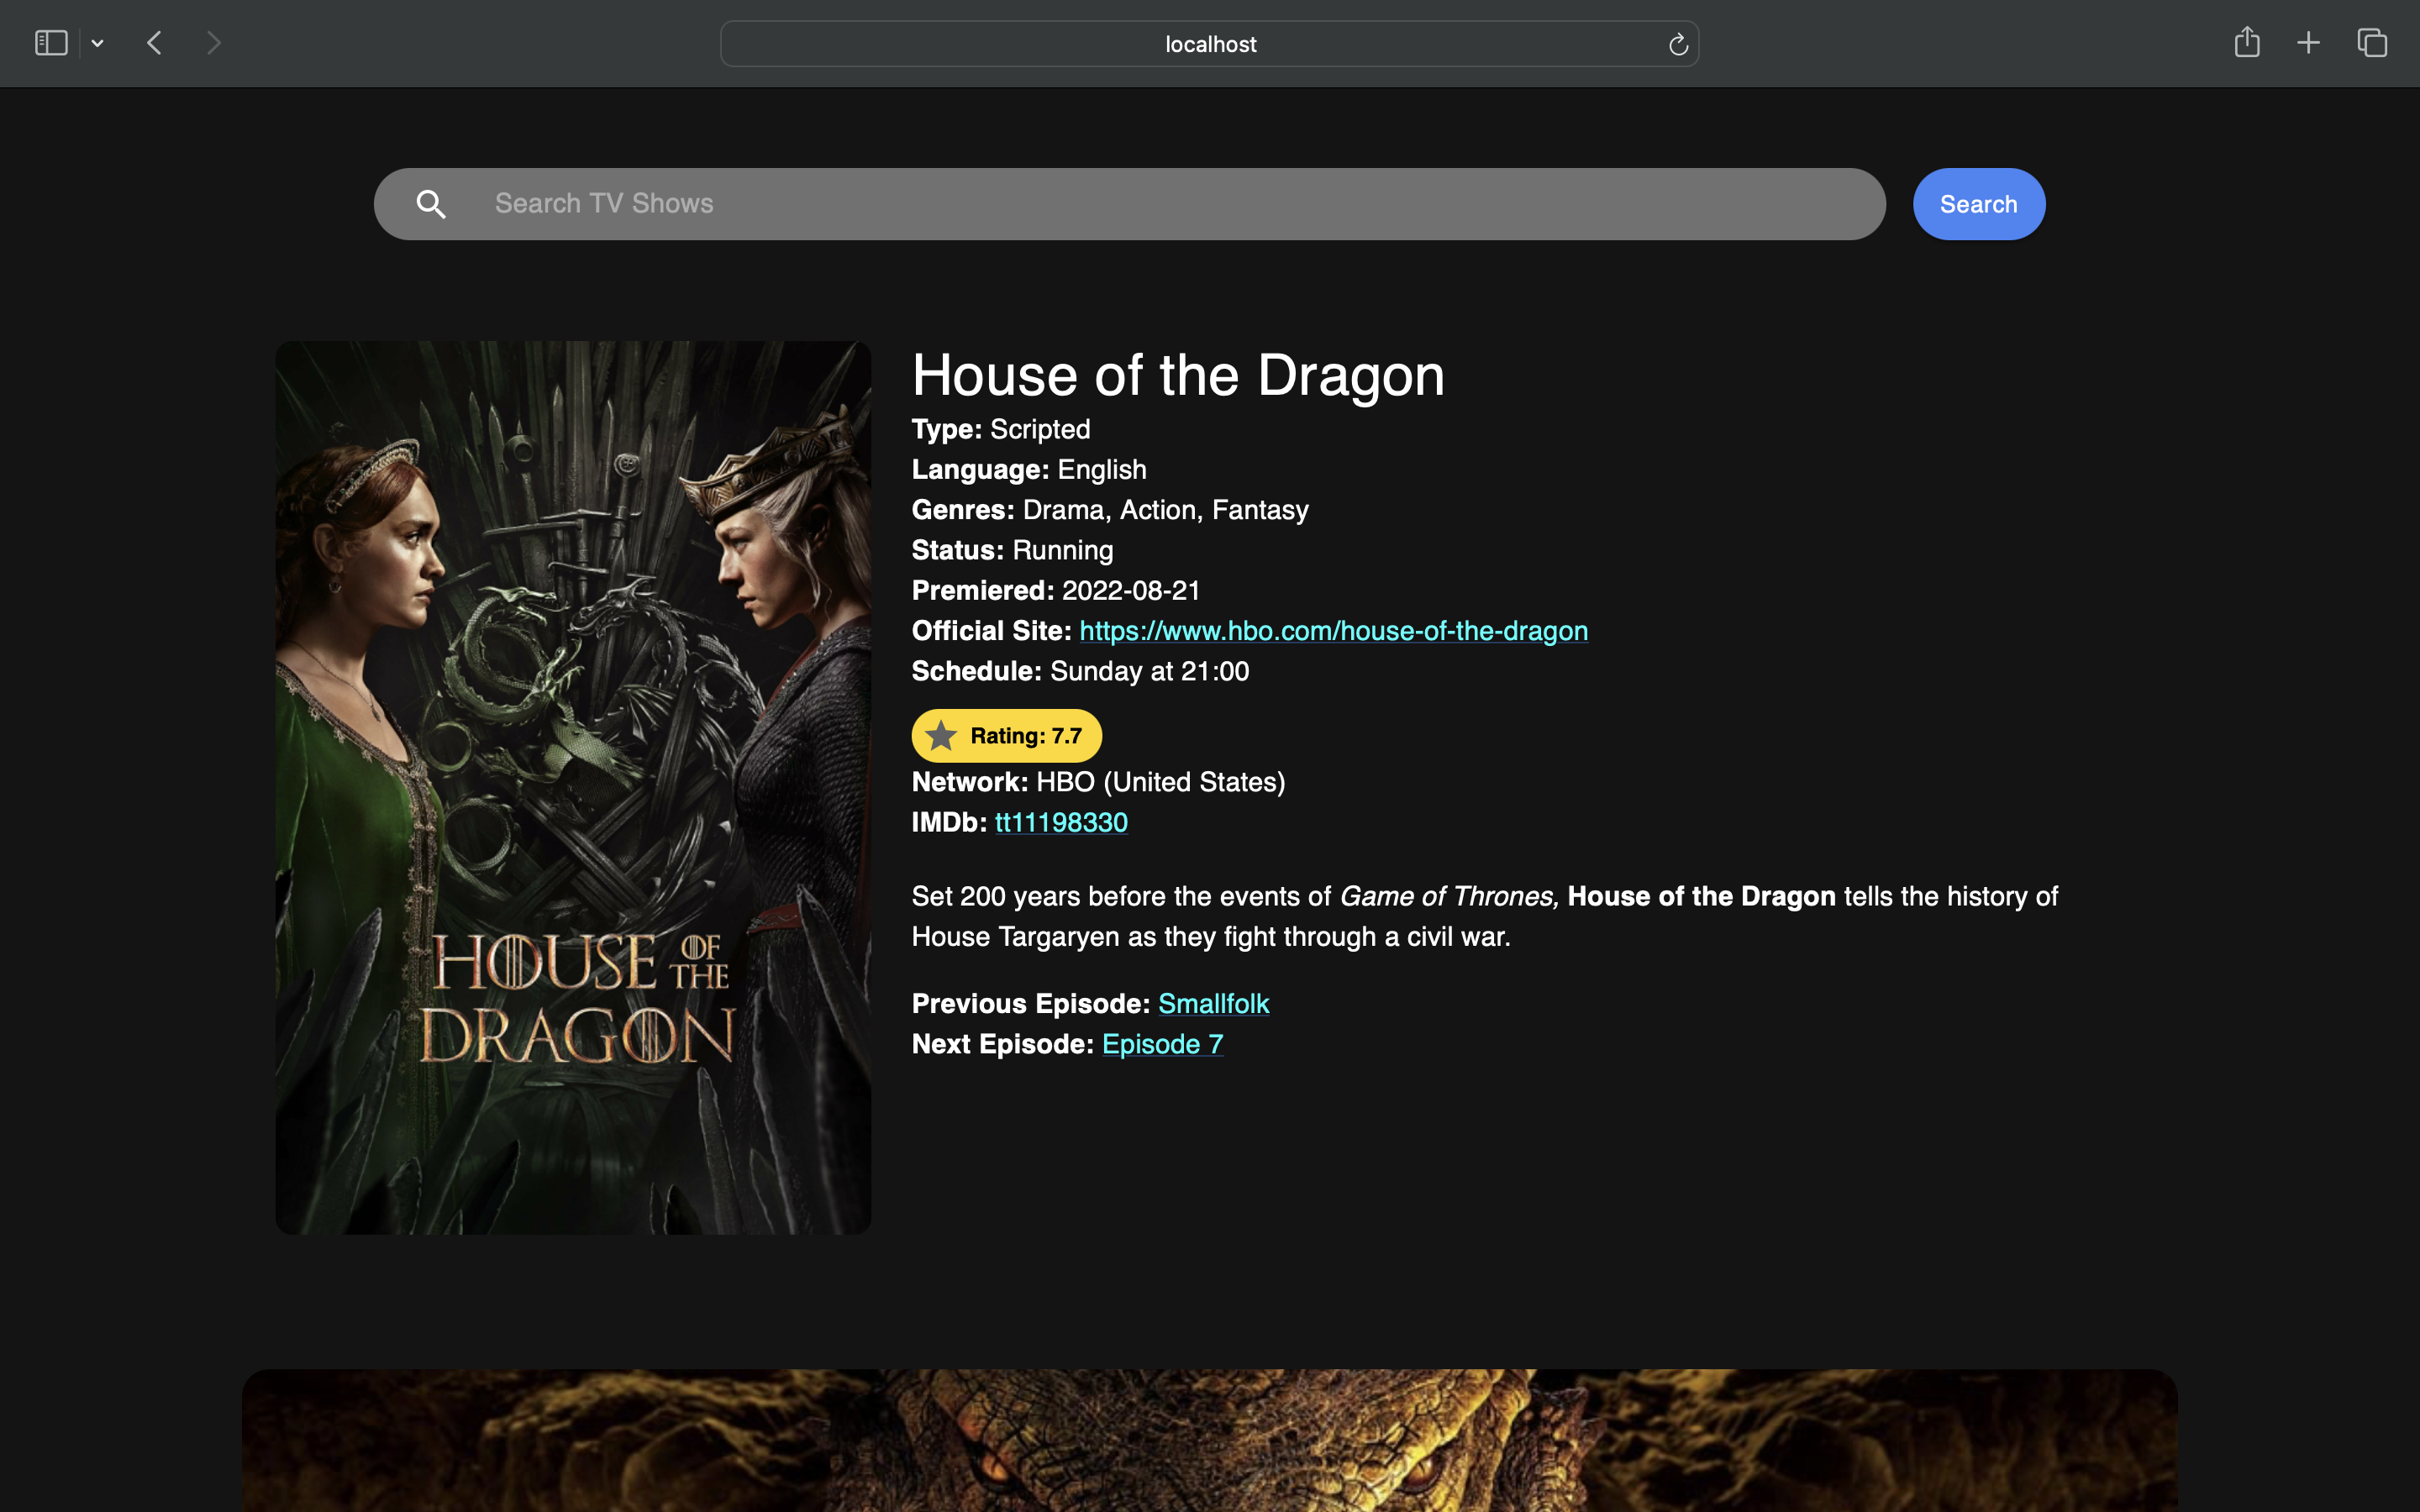 localhost
Search TV Shows
Search
House of the Dragon
Type: Scripted
Language: English
Genres: Drama, Action, Fantasy
Status: Running
Premiered: 2022-08-21
Official Site: https://www.hbo.com/house-of-the-dragon
Schedule: Sunday at 21:00
Rating: 7.7
Network: HBO (United States)
IMDb: tt11198330
Set 200 years before the events of Game of Thrones, House of the Dragon tells the history of
House Targaryen as they fight through a civil war.
Previous Episode: Smallfolk
Next Episode: Episode 7
HOUSE OF THE
DRAGON